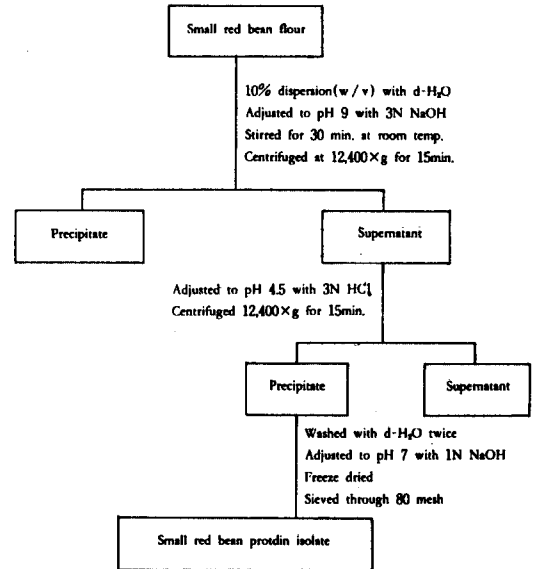 Small red bean flour
10% dispersion(w/v) with d-H₂O
Adjusted to pH 9 with 3N NaOH
Stirred for 30 min. at room temp.
Centrifuged at 12,400×g for 15min.
Precipitate
Supernatant
Adjusted to pH 4.5 with 3N HCl
Centrifuged 12,400×g for 15min.
Precipitate
Supernatant
Washed with d-H₂O twice
Adjusted to pH 7 with 1N NaOH
Freeze dried
Sieved through 80 mesh
Small red bean protdin isolate